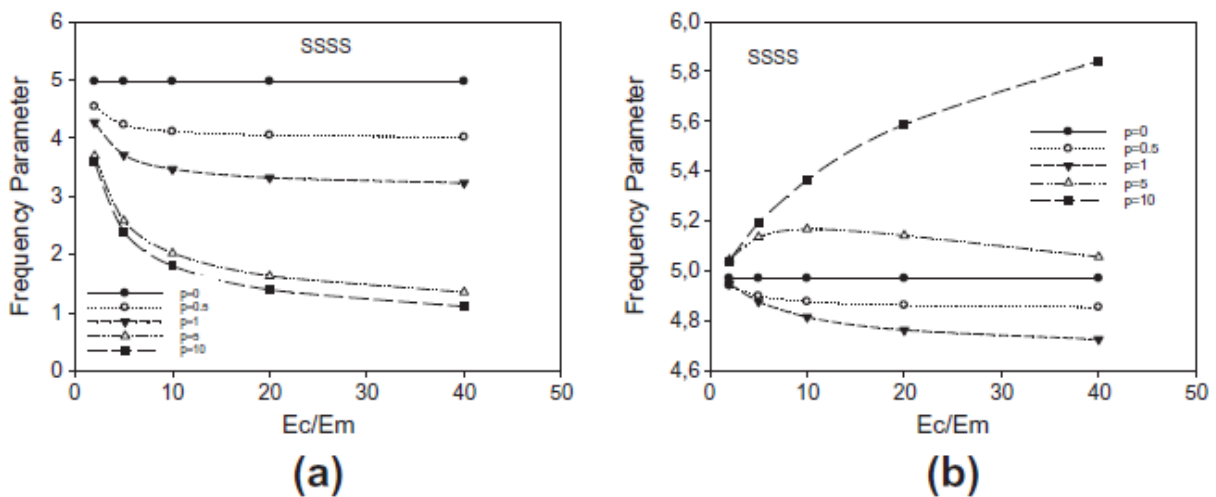 6
5
4
3
2
1
0
Frequency Parameter
SSSS
p=0
p=0.5
p=1
p=5
p=10
0 10 20 30 40 50
Ec/Em
(a)
6,0
5,8
5,6
5,4
5,2
5,0
4,8
4,6
Frequency Parameter
SSSS
p=0
p=0.5
p=1
p=5
p=10
0 10 20 30 40 50
Ec/Em
(b)